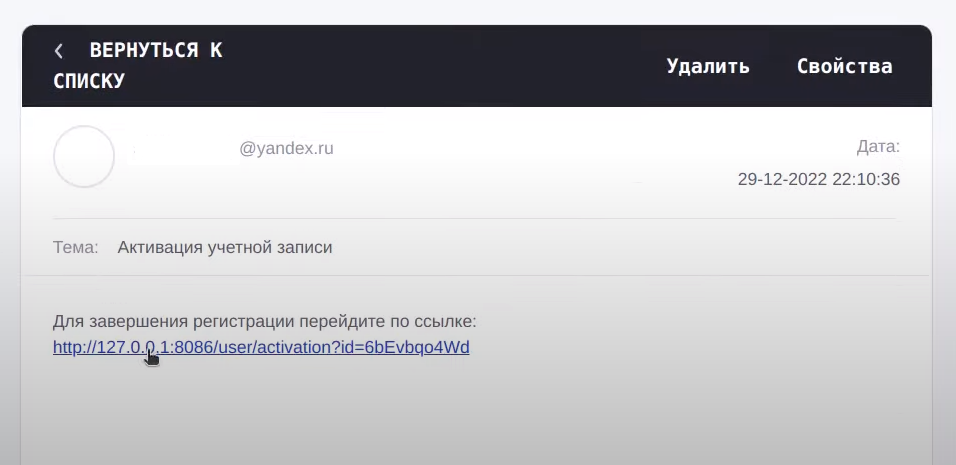 ВЕРНУТЬСЯ К
СПИСКУ
Удалить
Свойства
@yandex.ru
Дата:
29-12-2022 22:10:36
Тема: Активация учетной записи
Для завершения регистрации перейдите по ссылке:
http://127.0.0.1:8086/user/activation?id=6bEvbqo4Wd